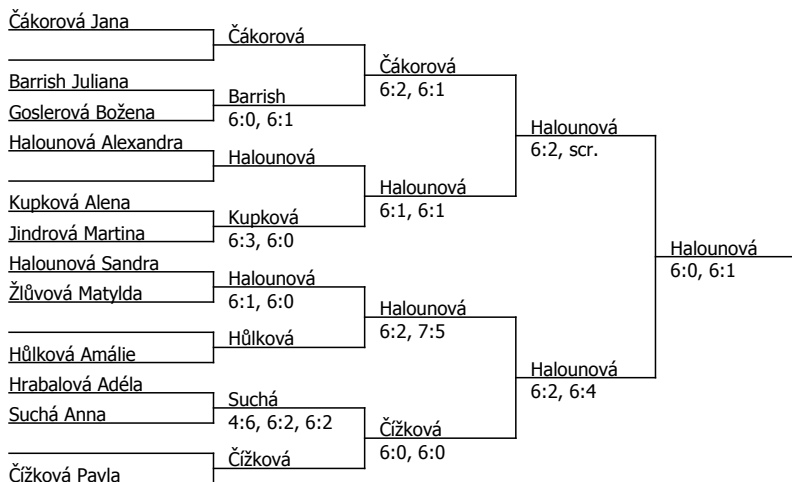 Čákorová Jana
Čákorová
Čákorová
6:2, 6:1
Barrish Juliana
Barrish
6:0, 6:1
Goslerová Božena
Halounová
6:2, scr.
Halounová Alexandra
Halounová
Halounová
6:1, 6:1
Kupková Alena
Kupková
6:3, 6:0
Jindrová Martina
Halounová
6:0, 6:1
Halounová Sandra
Halounová
6:1, 6:0
Žlůvová Matylda
Halounová
6:2, 7:5
Hůlková
Hůlková Amálie
Halounová
6:2, 6:4
Hrabalová Adéla
Suchá
4:6, 6:2, 6:2
Suchá Anna
Čížková
6:0, 6:0
Čížková
Čížková Pavla